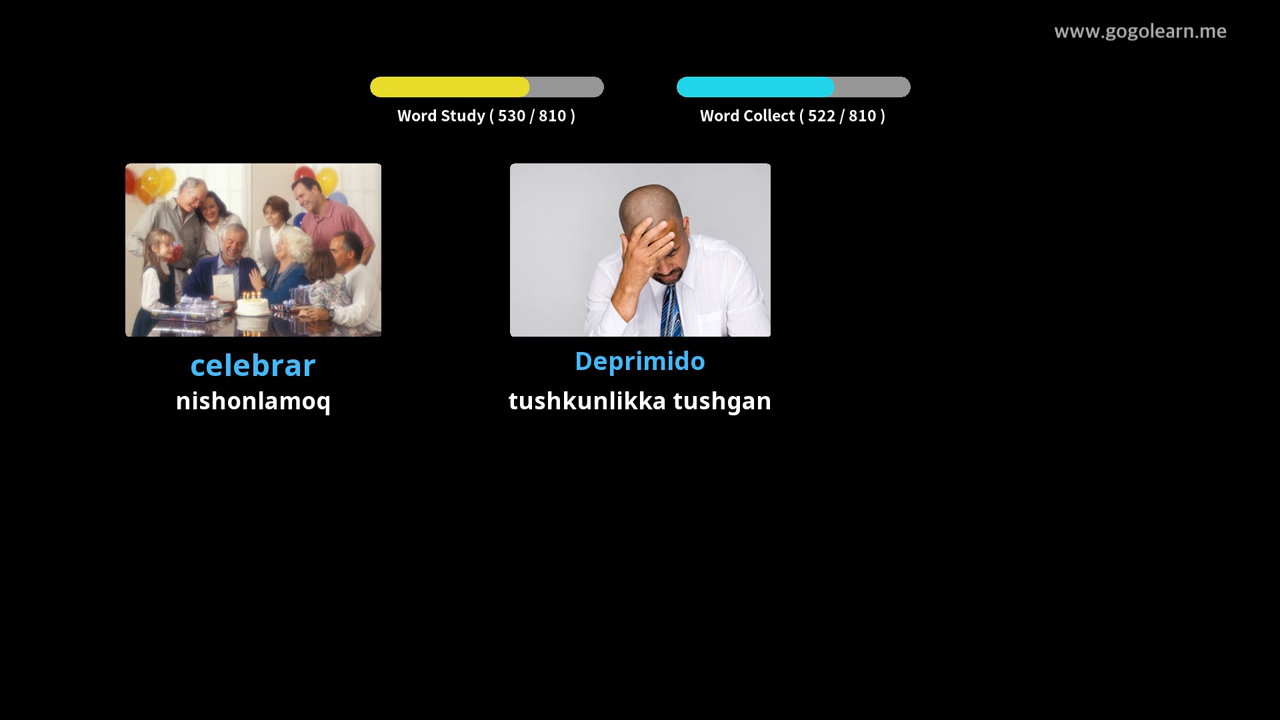 www.gogolearn.me
Word Study ( 530 / 810 )
Word Collect ( 522 / 810 )
celebrar
nishonlamoq
Deprimido
tushkunlikka tushgan